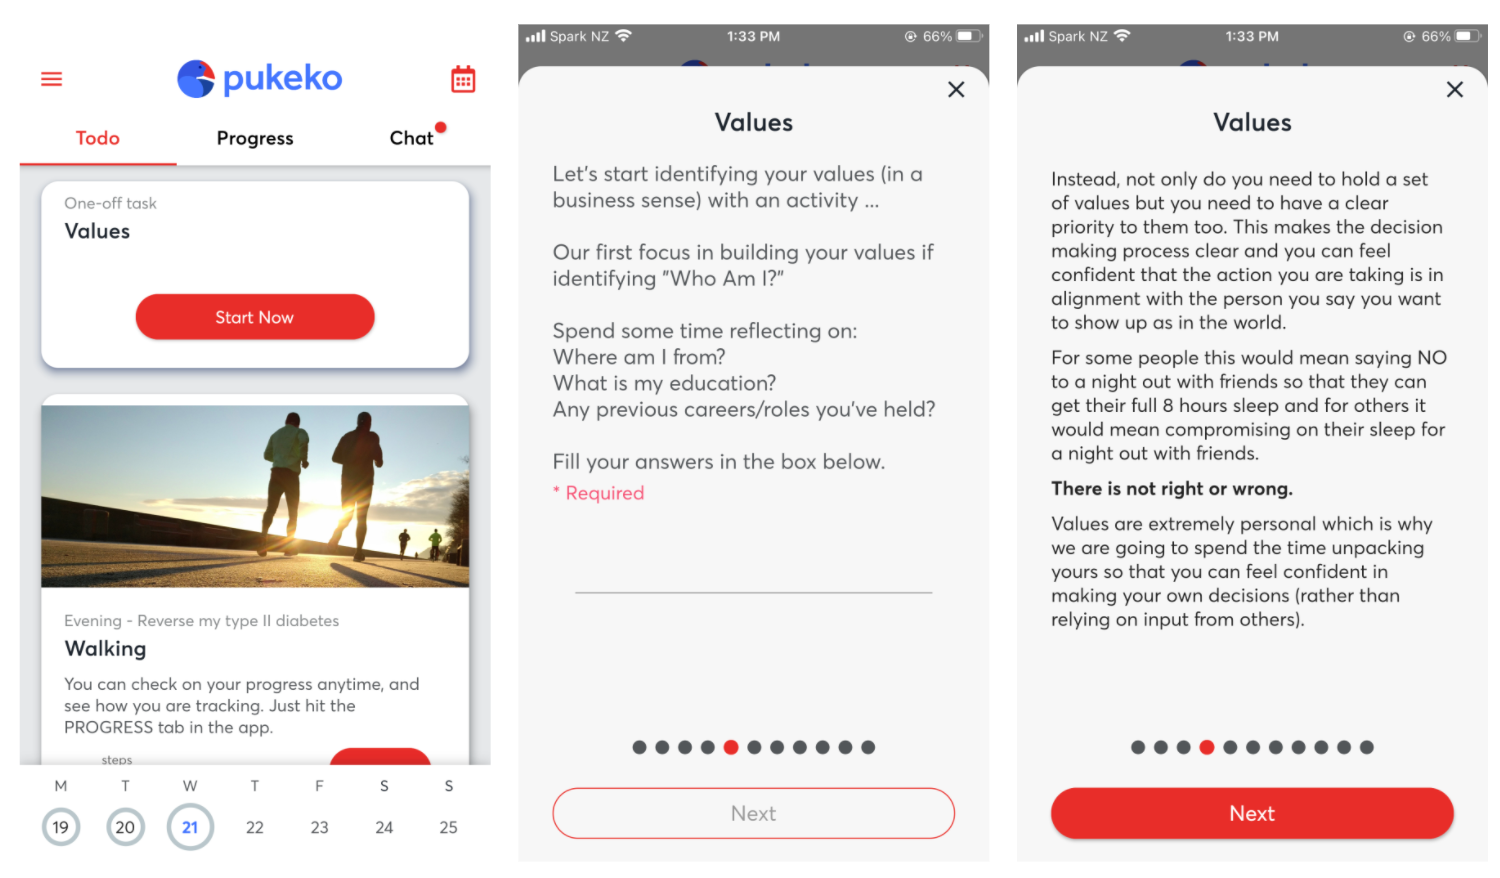 pukeko
Todo
Progress
Chat
One-off task
Values
Start Now
Evening - Reverse my type II diabetes
Walking
You can check on your progress anytime, and
see how you are tracking. Just hit the
PROGRESS tab in the app.
steps
M T W T F S S
19 20 21 22 23 24 25
Spark NZ 1:33 PM 66%
Values
Let's start identifying your values (in a
business sense) with an activity ...
Our first focus in building your values if
identifying "Who Am I?"
Spend some time reflecting on:
Where am I from?
What is my education?
Any previous careers/roles you've held?
Fill your answers in the box below.
* Required
Next
Spark NZ 1:33 PM 66%
Values
Instead, not only do you need to hold a set
of values but you need to have a clear
priority to them too. This makes the decision
making process clear and you can feel
confident that the action you are taking is in
alignment with the person you say you want
to show up as in the world.
For some people this would mean saying NO
to a night out with friends so that they can
get their full 8 hours sleep and for others it
would mean compromising on their sleep for
a night out with friends.
There is not right or wrong.
Values are extremely personal which is why
we are going to spend the time unpacking
yours so that you can feel confident in
making your own decisions (rather than
relying on input from others).
Next